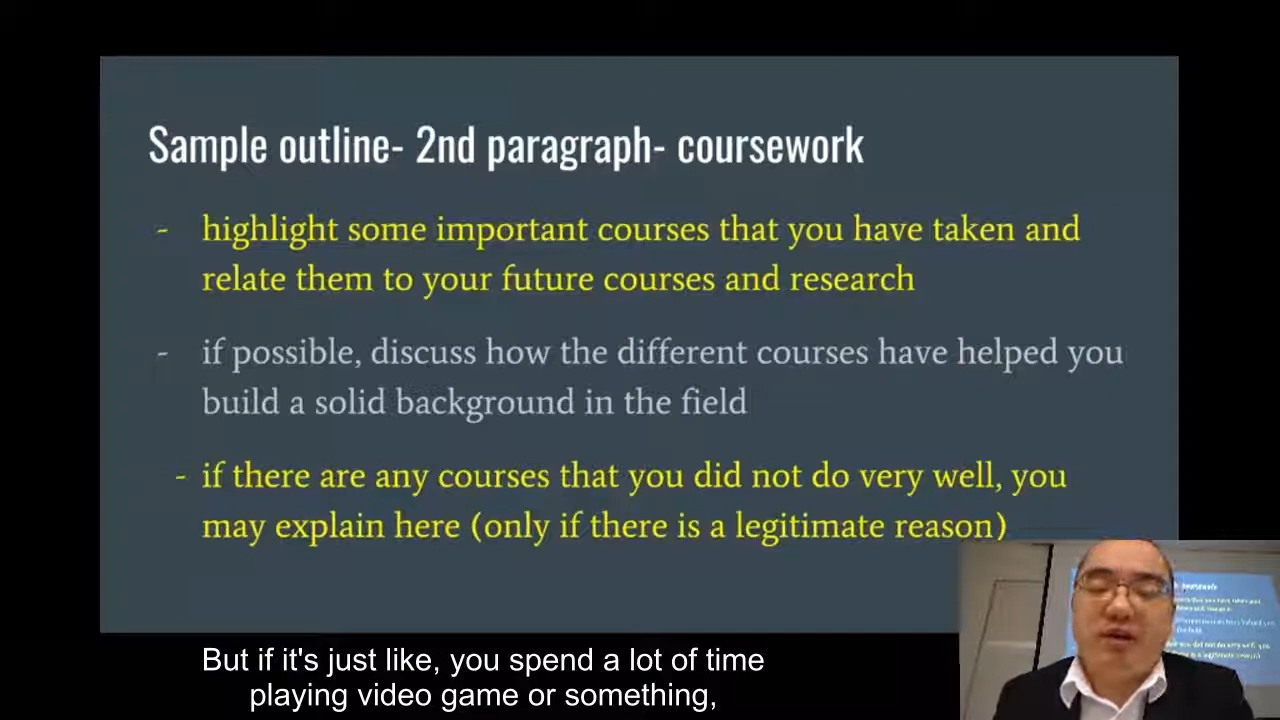 Sample outline- 2nd paragraph- coursework
- highlight some important courses that you have taken and
relate them to your future courses and research
- if possible, discuss how the different courses have helped you
build a solid background in the field
- if there are any courses that you did not do very well, you
may explain here (only if there is a legitimate reason)
But if it's just like, you spend a lot of time
playing video game or something,